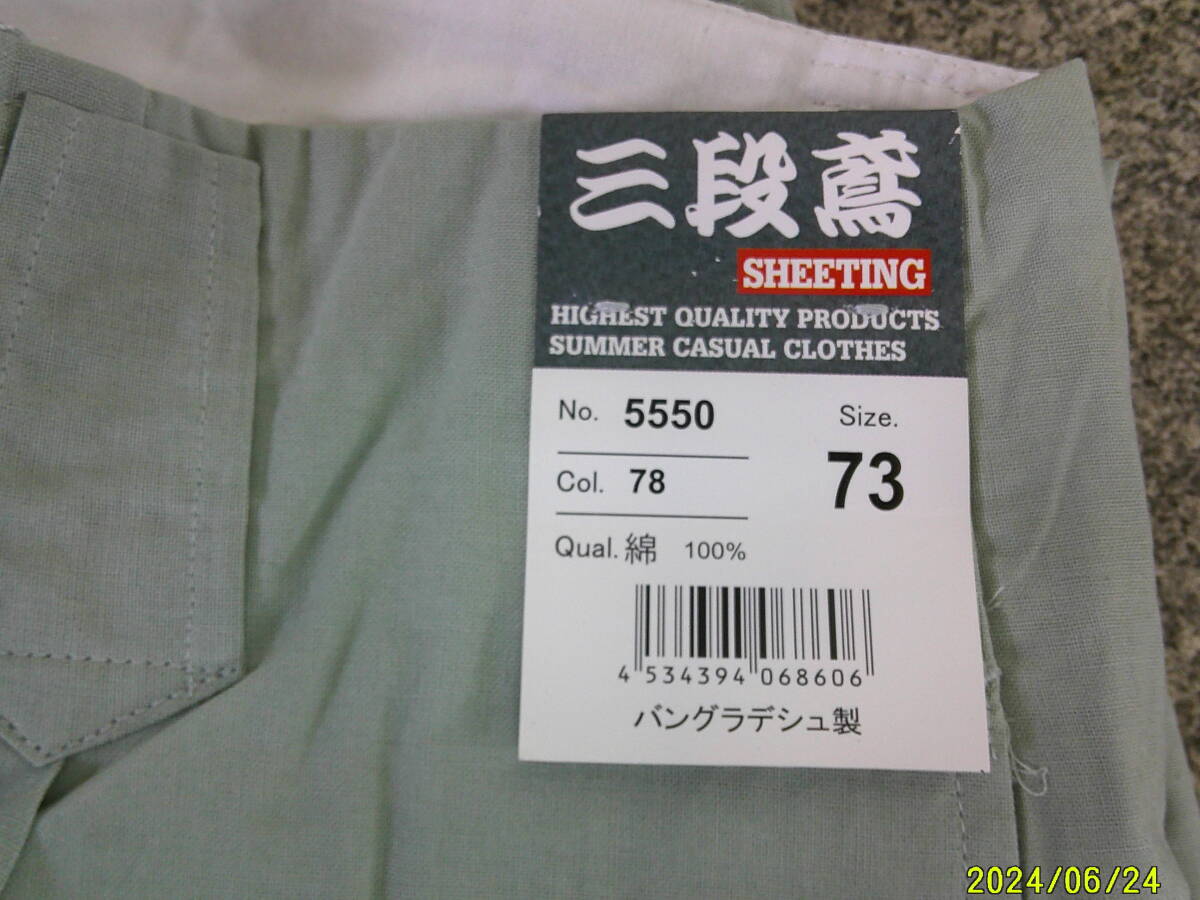 三段鳶
SHEETING
HIGHEST QUALITY PRODUCTS
SUMMER CASUAL CLOTHES
No. 5550
Size.
73
Col. 78
Qual. 綿 100%
4 534394 068606
バングラデシュ製
2024/06/24